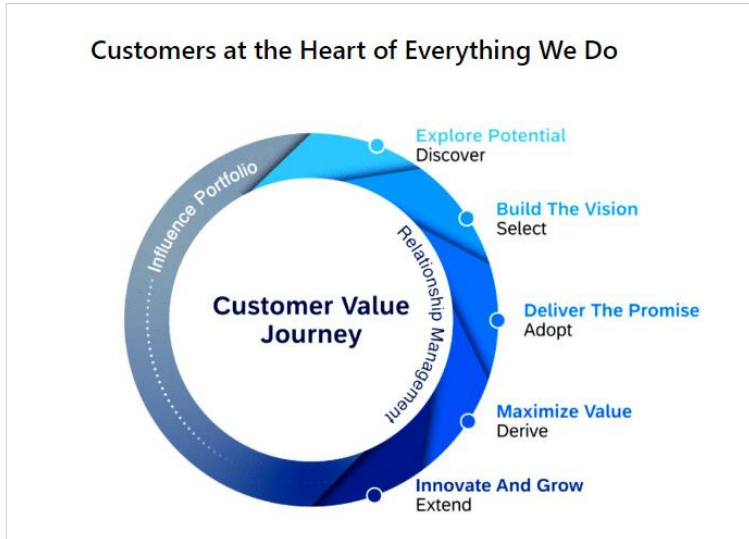 Customers at the Heart of Everything We Do
Influence Portfolio
Customer Value
Journey
Relationship Management
Explore Potential
Discover
Build The Vision
Select
Deliver The Promise
Adopt
Maximize Value
Derive
Innovate And Grow
Extend